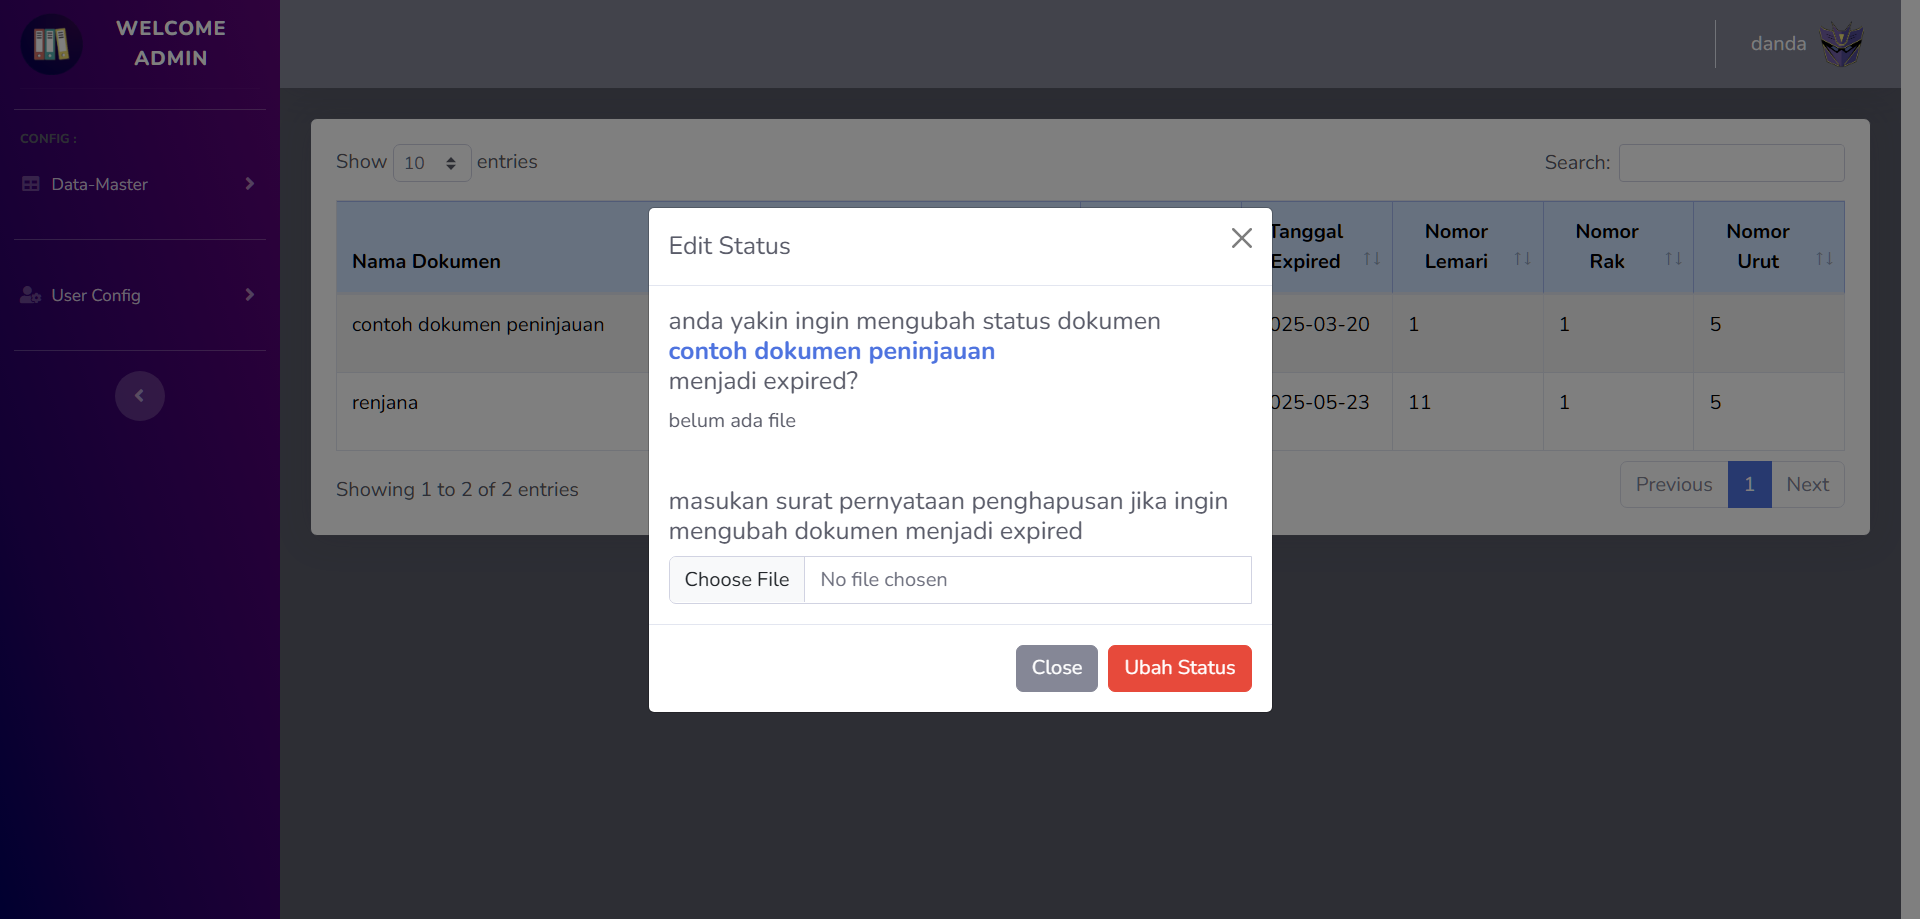 WELCOME
ADMIN
danda
CONFIG :
Data-Master
User Config
Show 10 entries
Search:
Nama Dokumen
Tanggal
Expired
Nomor
Lemari
Nomor
Rak
Nomor
Urut
contoh dokumen peninjauan
025-03-20
1
1
5
renjana
025-05-23
11
1
5
Showing 1 to 2 of 2 entries
Previous
1
Next
Edit Status
anda yakin ingin mengubah status dokumen
contoh dokumen peninjauan
menjadi expired?
belum ada file
masukan surat pernyataan penghapusan jika ingin
mengubah dokumen menjadi expired
Choose File
No file chosen
Close
Ubah Status